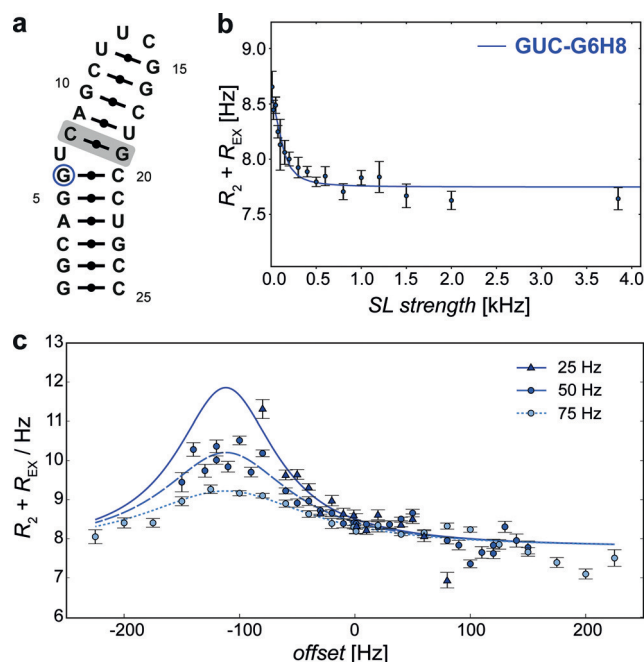 a
U C
U G 15
10 C G
G C
A U
C G
U
G C 20
5 G C
A U
C G
G C
G C 25
b
GUC-G6H8
R2 + REX [Hz]
9.0
8.5
8.0
7.5
0.0 0.5 1.0 1.5 2.0 2.5 3.0 3.5 4.0
SL strength [kHz]
c
R2 + REX / Hz
13
12
11
10
9
8
7
6
25 Hz
50 Hz
75 Hz
-200 -100 0 100 200
offset [Hz]